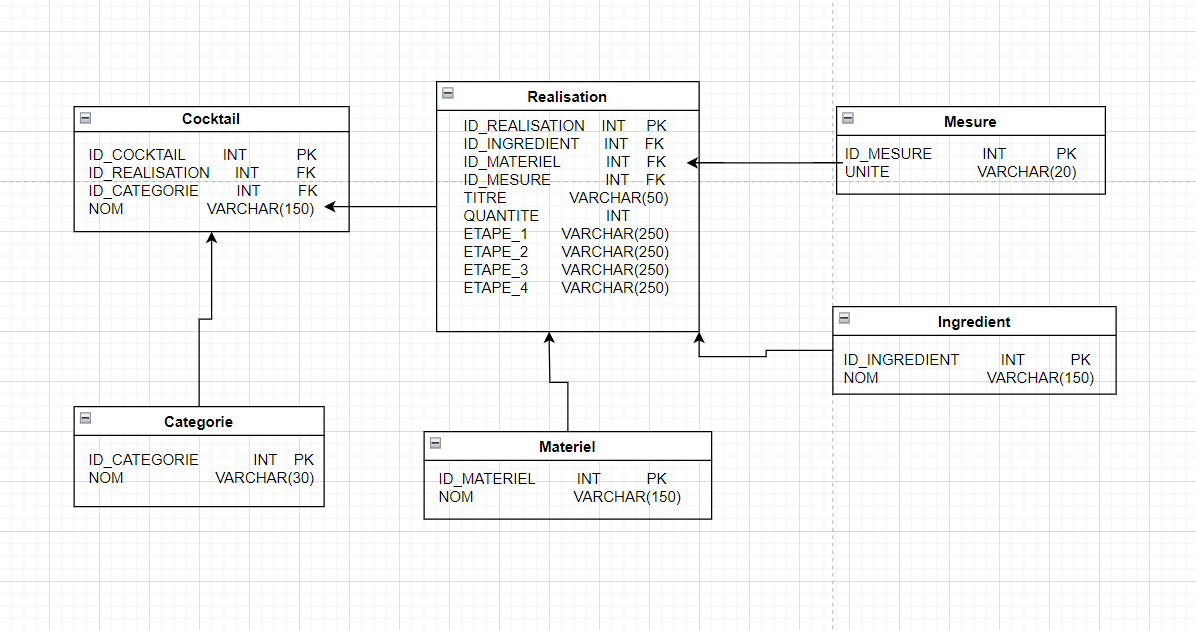 Cocktail
ID_COCKTAIL INT PK
ID_REALISATION INT FK
ID_CATEGORIE INT FK
NOM VARCHAR(150)
Realisation
ID_REALISATION INT PK
ID_INGREDIENT INT FK
ID_MATERIEL INT FK
ID_MESURE INT FK
TITRE VARCHAR(50)
QUANTITE INT
ETAPE_1 VARCHAR(250)
ETAPE_2 VARCHAR(250)
ETAPE_3 VARCHAR(250)
ETAPE_4 VARCHAR(250)
Mesure
ID_MESURE INT PK
UNITE VARCHAR(20)
Ingredient
ID_INGREDIENT INT PK
NOM VARCHAR(150)
Categorie
ID_CATEGORIE INT PK
NOM VARCHAR(30)
Materiel
ID_MATERIEL INT PK
NOM VARCHAR(150)